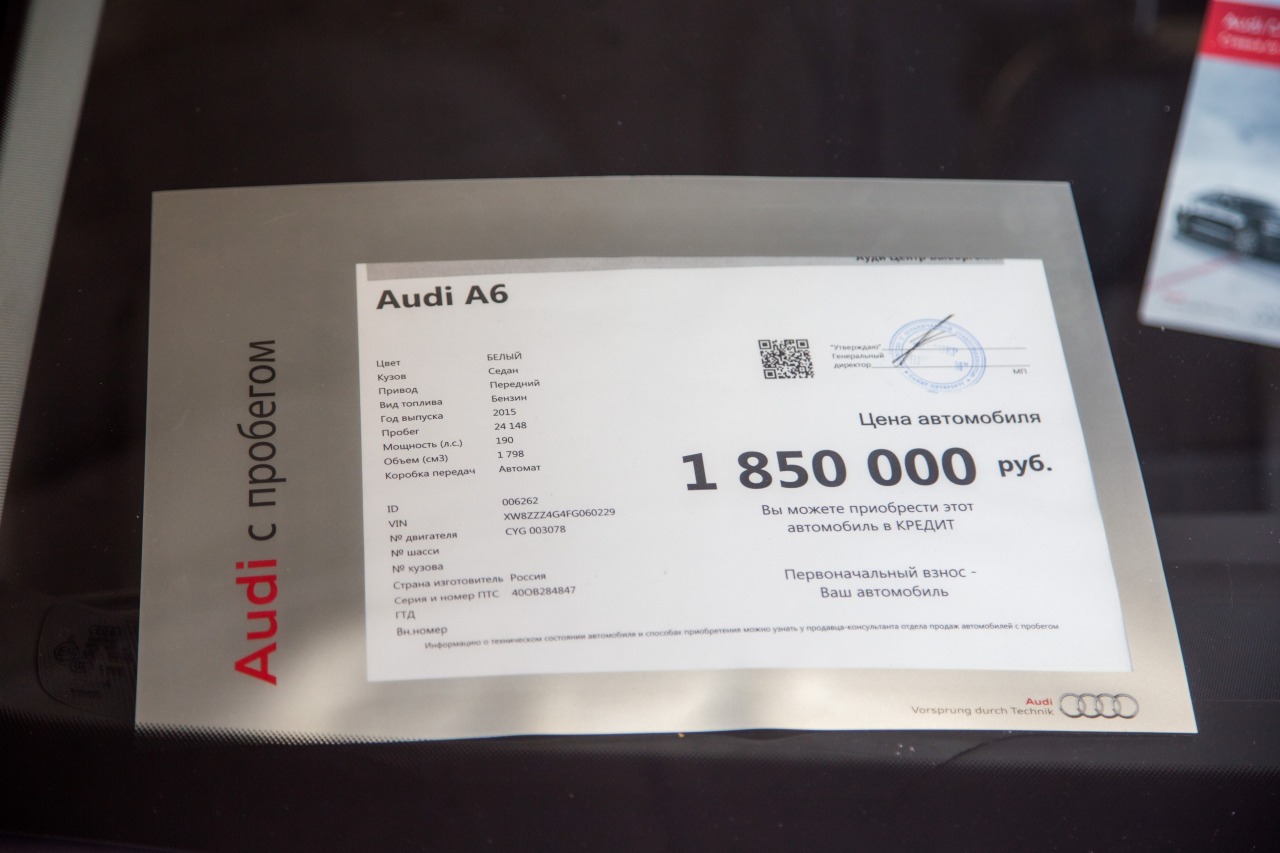 Audi с пробегом
Ауди Центр
Audi A6
Цвет БЕЛЫЙ
Кузов Седан
Привод Передний
Вид топлива Бензин
Год выпуска 2015
Пробег 24 148
Мощность (л.с.) 190
Объем (см3) 1 798
Коробка передач Автомат
ID 006262
VIN XW8ZZZ4G4FG060229
№ двигателя CYG 003078
№ шасси
№ кузова
Страна изготовитель Россия
Серия и номер ПТС 40ОВ284847
ГТД
Вн.номер
"Утверждаю"
Генеральный
директор
МП
Цена автомобиля
1 850 000 руб.
Вы можете приобрести этот
автомобиль в КРЕДИТ
Первоначальный взнос -
Ваш автомобиль
Информацию о техническом состоянии автомобиля и способах приобретения можно узнать у продавца-консультанта отдела продаж автомобилей с пробегом
Audi
Vorsprung durch Technik
Audi